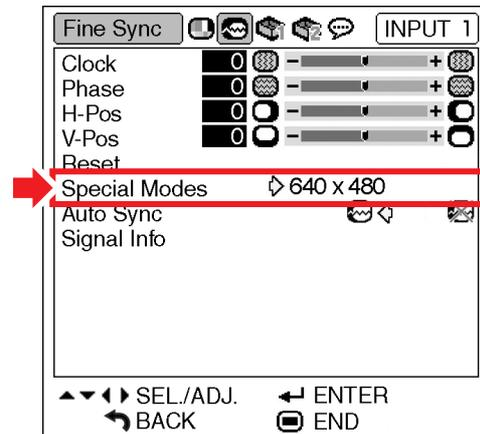 Fine Sync INPUT 1
Clock 0 − +
Phase 0 − +
H-Pos 0 − +
V-Pos 0 − +
Reset
Special Modes 640 x 480
Auto Sync
Signal Info
SEL./ADJ. ENTER
BACK END